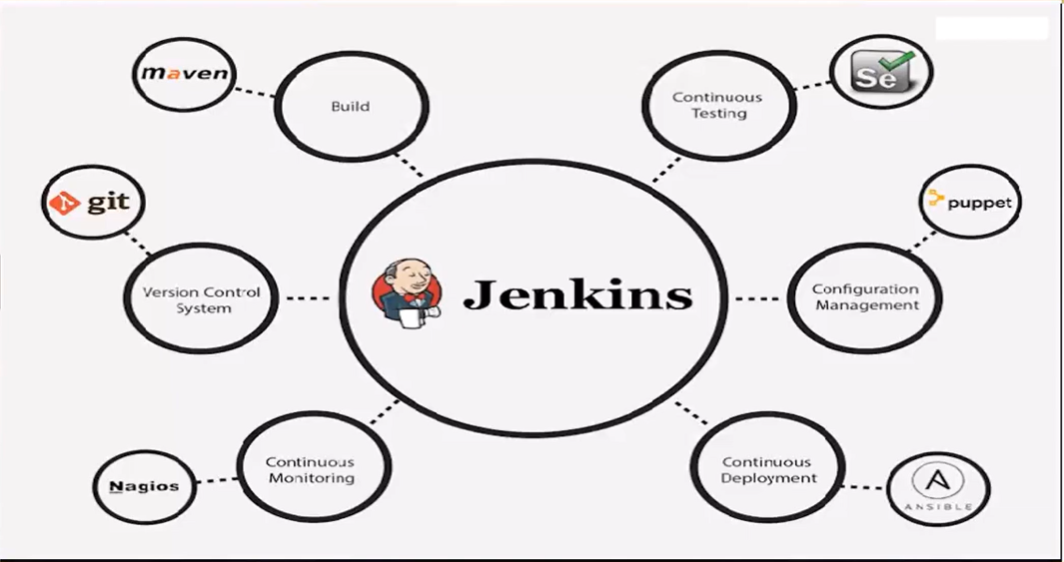 maven
Build
Continuous
Testing
Se
git
puppet
Version Control
System
Jenkins
Configuration
Management
Continuous
Monitoring
Nagios
Continuous
Deployment
A
ANSIBLE